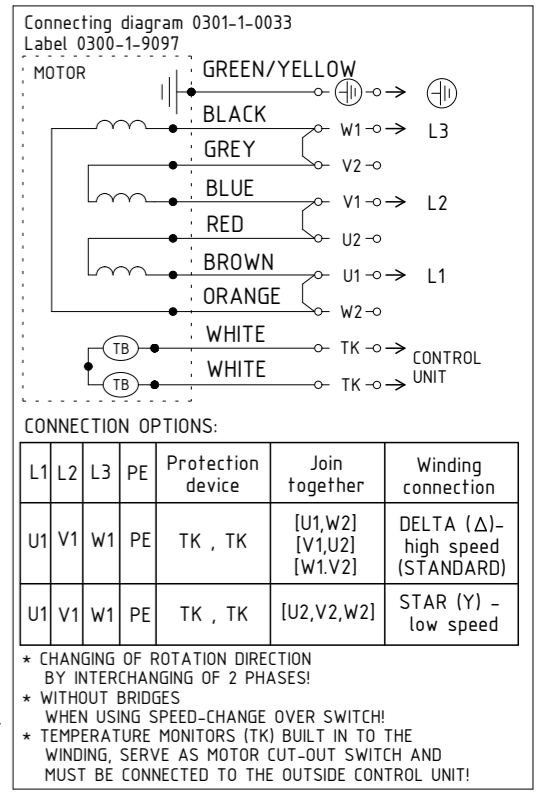 Connecting diagram 0301-1-0033
Label 0300-1-9097
MOTOR
GREEN/YELLOW
BLACK W1 L3
GREY V2
BLUE V1 L2
RED U2
BROWN U1 L1
ORANGE W2
TB WHITE TK
CONTROL
UNIT
TB WHITE TK
CONNECTION OPTIONS:
L1 L2 L3 PE Protection device Join together Winding connection
U1 V1 W1 PE TK , TK [U1,W2] [V1,U2] [W1.V2] DELTA (Δ)- high speed (STANDARD)
U1 V1 W1 PE TK , TK [U2,V2,W2] STAR (Y) - low speed
* CHANGING OF ROTATION DIRECTION
BY INTERCHANGING OF 2 PHASES!
* WITHOUT BRIDGES
WHEN USING SPEED-CHANGE OVER SWITCH!
* TEMPERATURE MONITORS (TK) BUILT IN TO THE
WINDING, SERVE AS MOTOR CUT-OUT SWITCH AND
MUST BE CONNECTED TO THE OUTSIDE CONTROL UNIT!